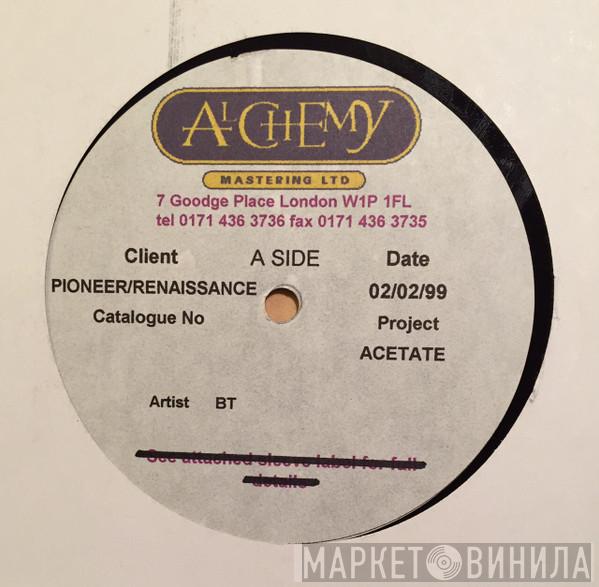 ALCHEMY
MASTERING LTD
7 Goodge Place London W1P 1FL
tel 0171 436 3736 fax 0171 436 3735
Client A SIDE Date
PIONEER/RENAISSANCE 02/02/99
Catalogue No Project
ACETATE
Artist BT
See attached sleeve label for full
details
МАРКЕТ ВИНИЛА